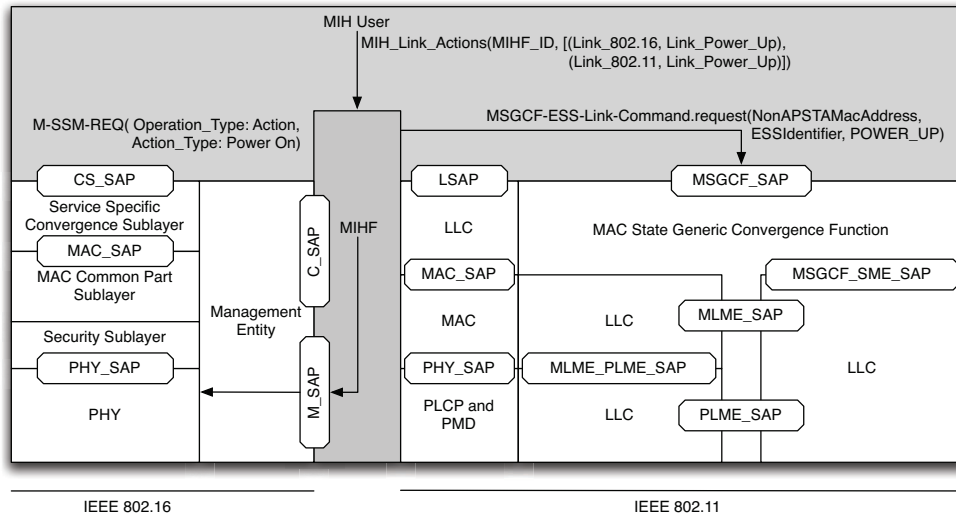 MIH User
MIH_Link_Actions(MIHF_ID, [(Link_802.16, Link_Power_Up),
(Link_802.11, Link_Power_Up)])
M-SSM-REQ( Operation_Type: Action,
Action_Type: Power On)
MSGCF-ESS-Link-Command.request(NonAPSTAMacAddress,
ESSIdentifier, POWER_UP)
CS_SAP
Service Specific
Convergence Sublayer
MAC_SAP
MAC Common Part
Sublayer
Security Sublayer
PHY_SAP
PHY
Management
Entity
C_SAP
M_SAP
MIHF
LSAP
LLC
MAC_SAP
MAC
PHY_SAP
PLCP and
PMD
MSGCF_SAP
MAC State Generic Convergence Function
MSGCF_SME_SAP
LLC
MLME_SAP
MLME_PLME_SAP
LLC
LLC
PLME_SAP
IEEE 802.16
IEEE 802.11